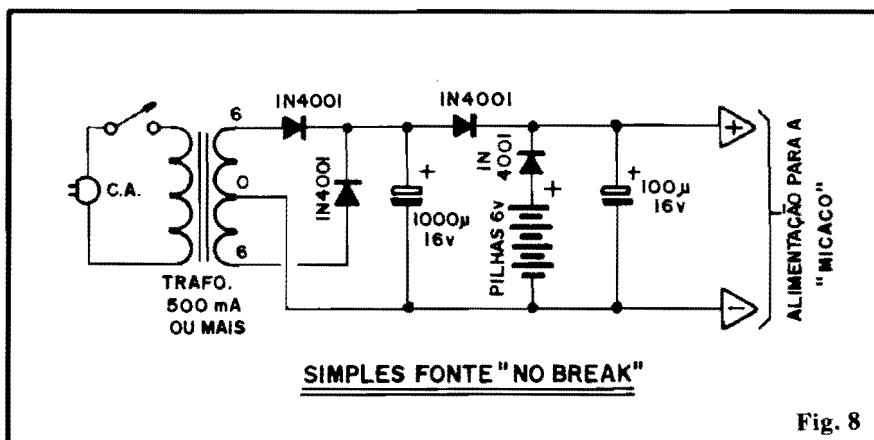 1N4001
1N4001
6
0
6
C.A.
1N4001
+
1000µ
16v
1N
4001
+
PILHAS 6v
+
100µ
16v
+
−
ALIMENTAÇÃO PARA A
"MICACO"
TRAFO.
500 mA
OU MAIS
SIMPLES FONTE "NO BREAK"
Fig. 8